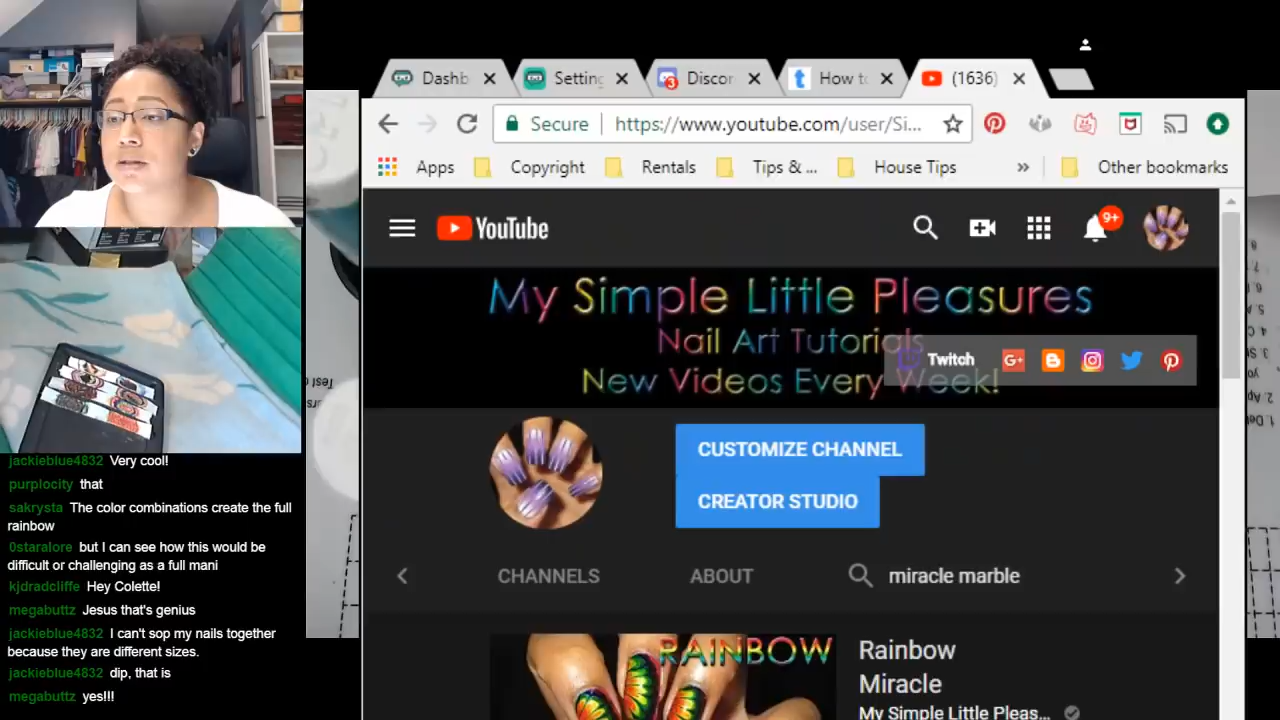 Dashb
Setting
Discor
How to
(1636)
Secure
https://www.youtube.com/user/Si...
Apps
Copyright
Rentals
Tips & ...
House Tips
»
Other bookmarks
YouTube
9+
My Simple Little Pleasures
Nail Art Tutorials
New Videos Every Week!
Twitch
CUSTOMIZE CHANNEL
CREATOR STUDIO
CHANNELS
ABOUT
miracle marble
RAINBOW
Rainbow
Miracle
My Simple Little Pleas...
jackieblue4832 Very cool!
purplocity that
sakrysta The color combinations create the full
rainbow
0staralore but I can see how this would be
difficult or challenging as a full mani
kjdradcliffe Hey Colette!
megabuttz Jesus that's genius
jackieblue4832 I can't sop my nails together
because they are different sizes.
jackieblue4832 dip, that is
megabuttz yes!!!